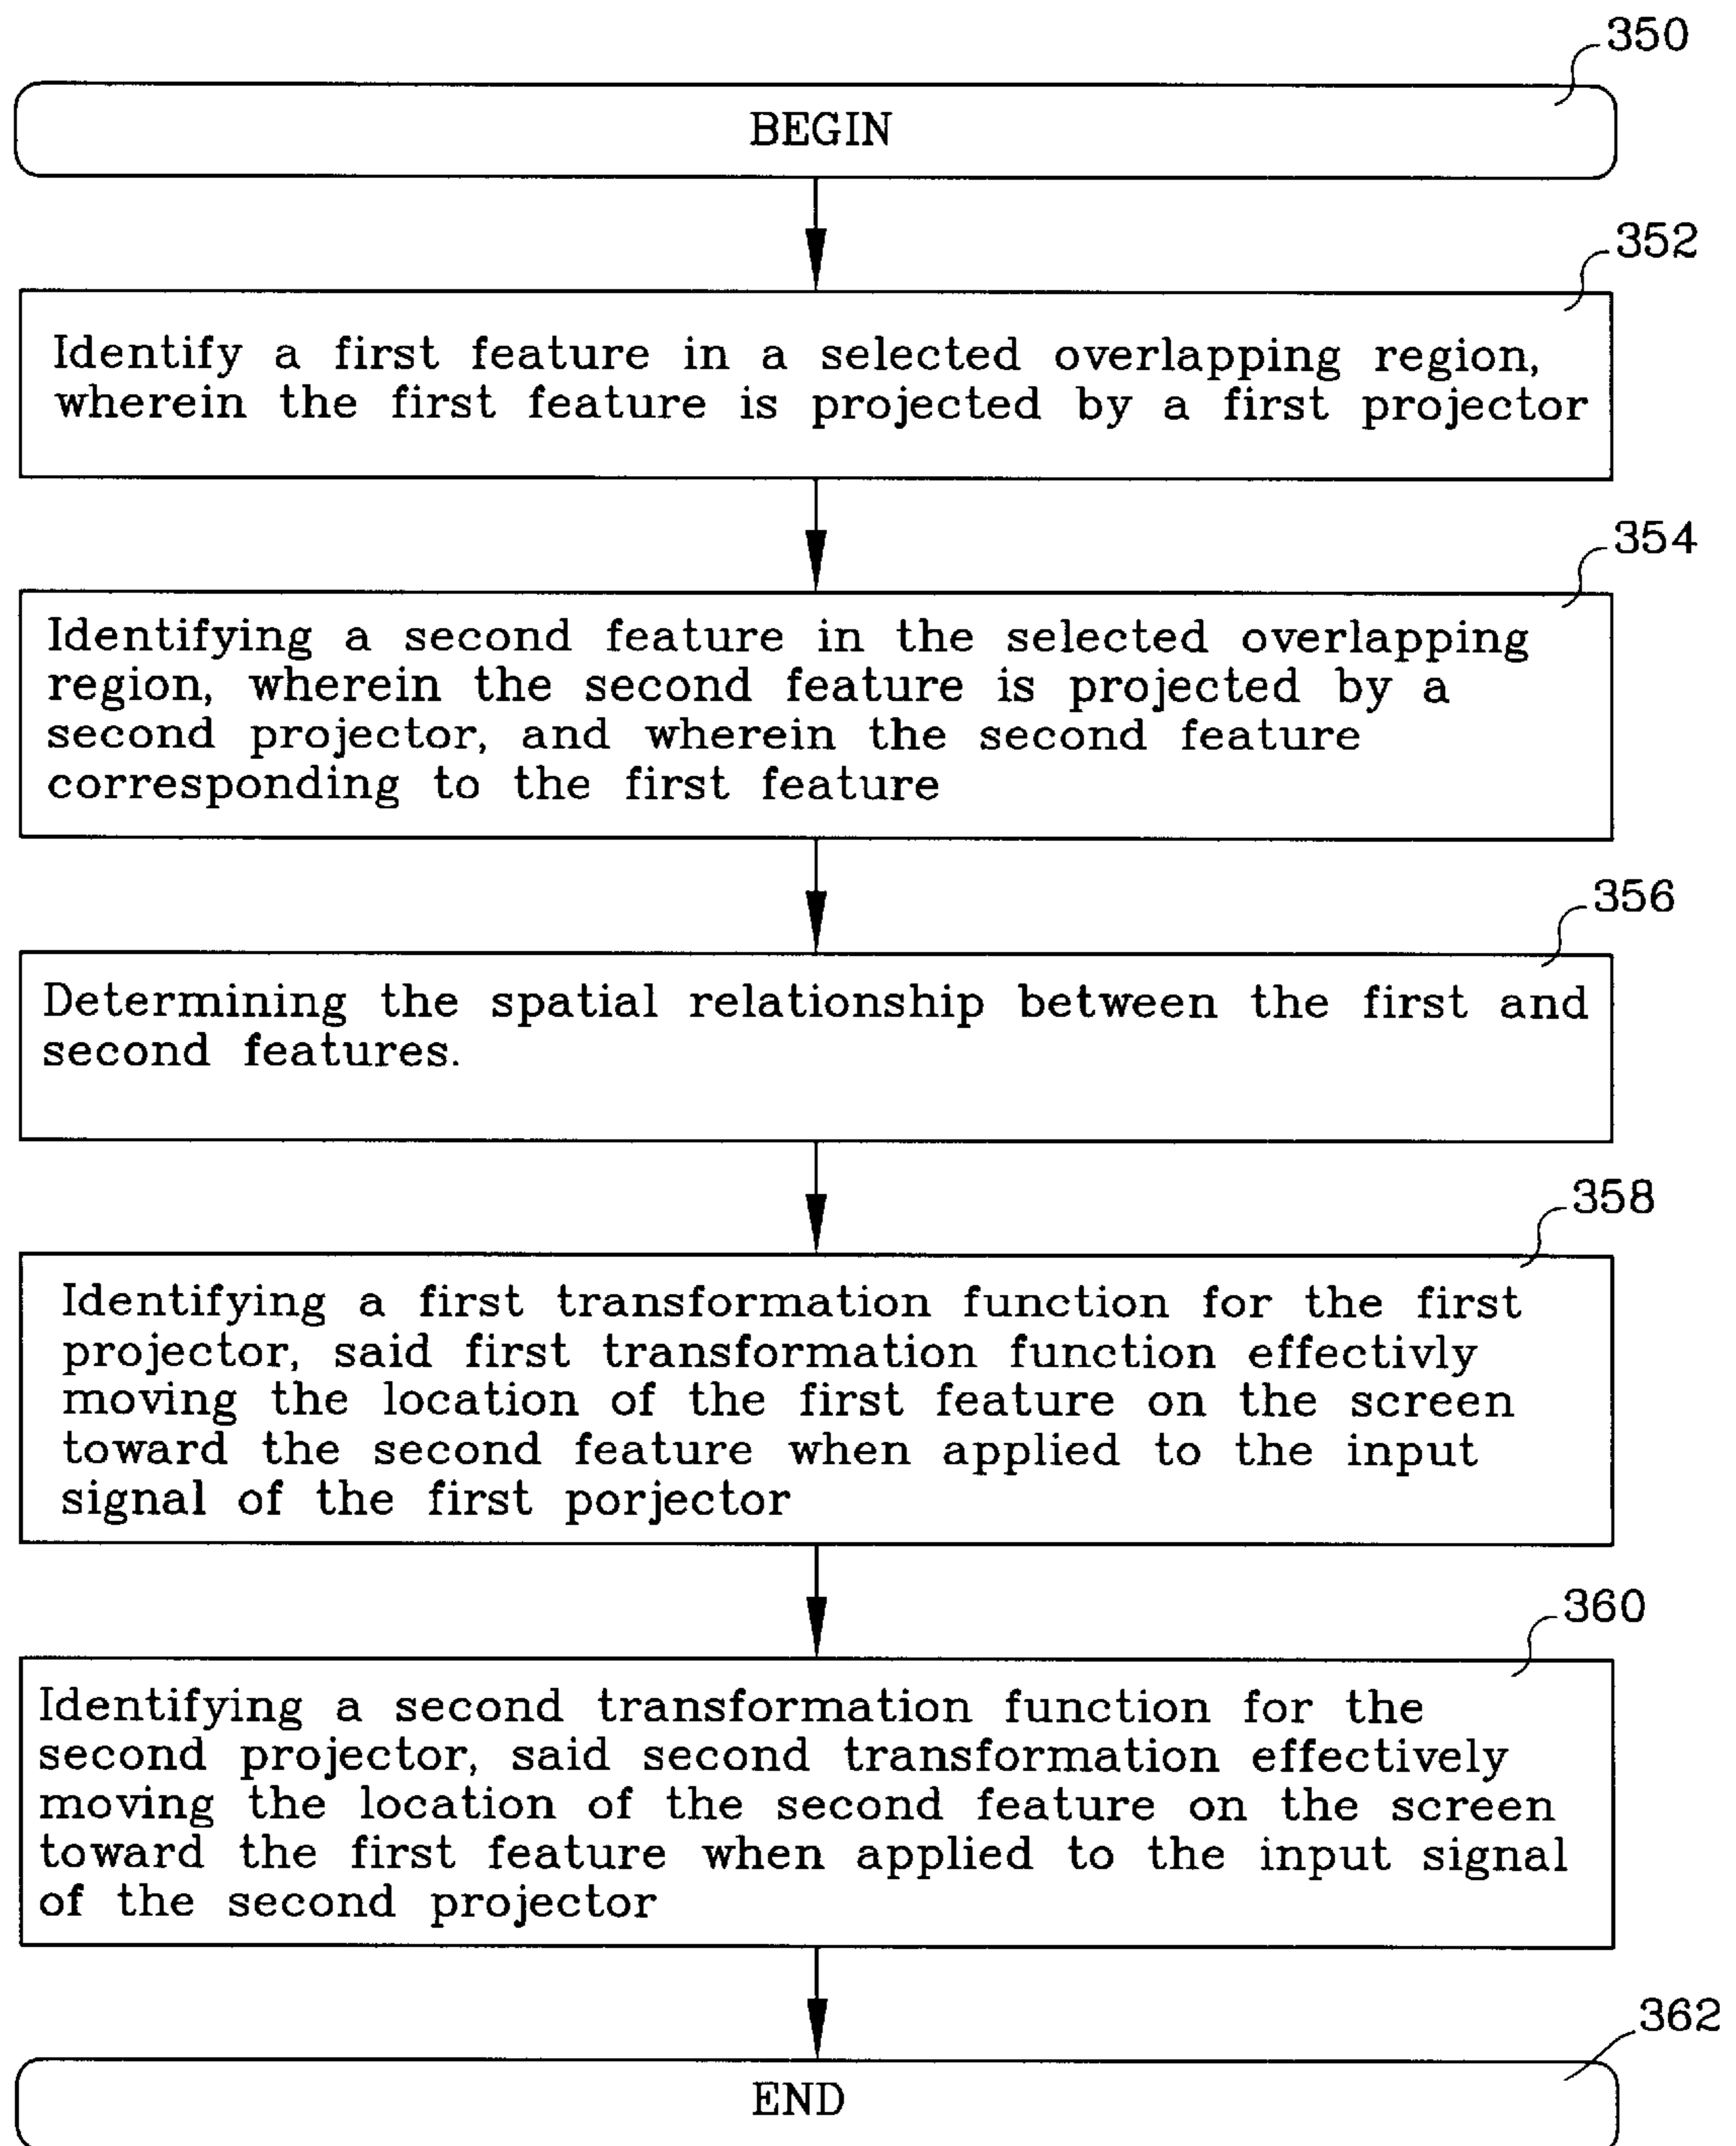 350
BEGIN
352
Identify a first feature in a selected overlapping region,
wherein the first feature is projected by a first projector
354
Identifying a second feature in the selected overlapping
region, wherein the second feature is projected by a
second projector, and wherein the second feature
corresponding to the first feature
356
Determining the spatial relationship between the first and
second features.
358
Identifying a first transformation function for the first
projector, said first transformation function effectivly
moving the location of the first feature on the screen
toward the second feature when applied to the input
signal of the first porjector
360
Identifying a second transformation function for the
second projector, said second transformation effectively
moving the location of the second feature on the screen
toward the first feature when applied to the input signal
of the second projector
362
END